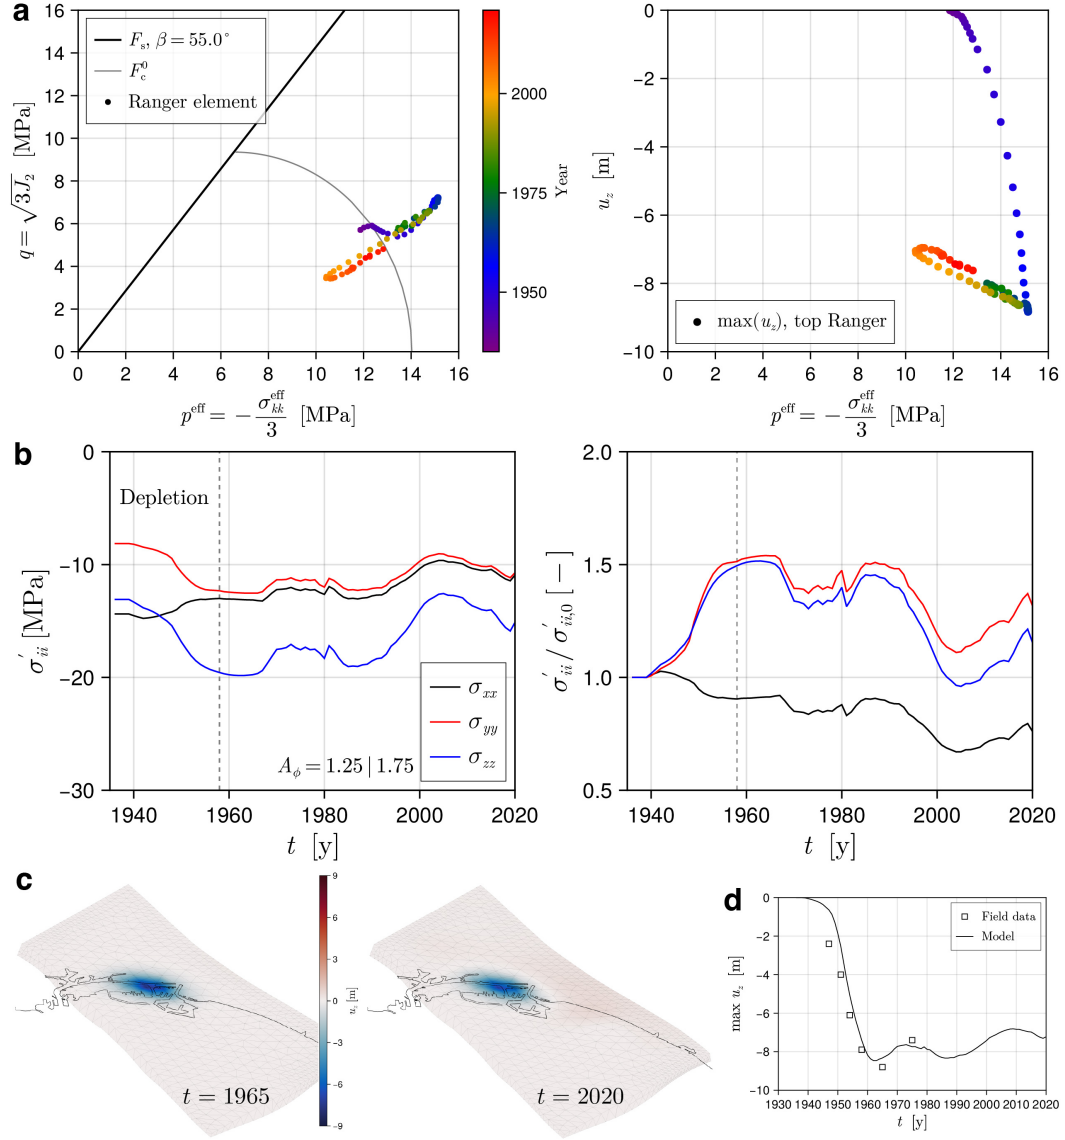 a
16
14
12
10
8
6
4
2
0
q = √3J₂ [MPa]
F_s, β = 55.0°
F_c^0
Ranger element
0 2 4 6 8 10 12 14 16
p^eff = − σ_kk^eff / 3 [MPa]
2000
1975
1950
Year
0
−2
−4
−6
−8
−10
u_z [m]
max(u_z), top Ranger
0 2 4 6 8 10 12 14 16
p^eff = − σ_kk^eff / 3 [MPa]
b
0
−10
−20
−30
σ'_ii [MPa]
Depletion
σ_xx
σ_yy
σ_zz
A_ϕ = 1.25 | 1.75
1940 1960 1980 2000 2020
t [y]
2.0
1.5
1.0
0.5
σ'_ii / σ'_ii,0 [−]
1940 1960 1980 2000 2020
t [y]
c
9
6
3
0
−3
−6
−9
u_z [m]
t = 1965
t = 2020
d
0
−2
−4
−6
−8
−10
max u_z [m]
Field data
Model
1930 1940 1950 1960 1970 1980 1990 2000 2010 2020
t [y]